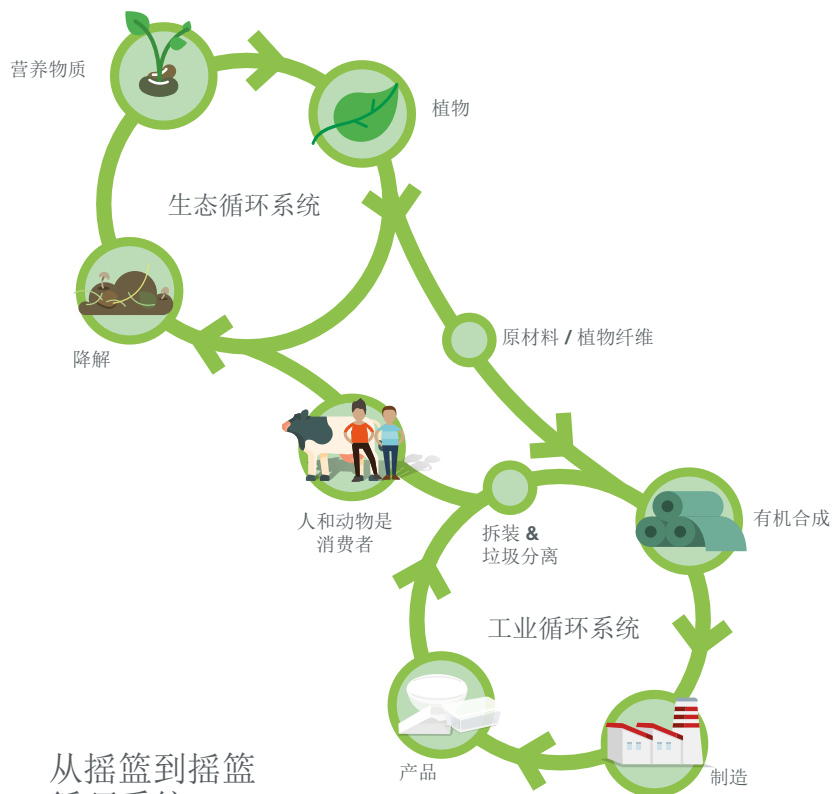 营养物质
植物
生态循环系统
原材料 / 植物纤维
降解
人和动物是
消费者
拆装 &
垃圾分离
有机合成
工业循环系统
产品
制造
从摇篮到摇篮